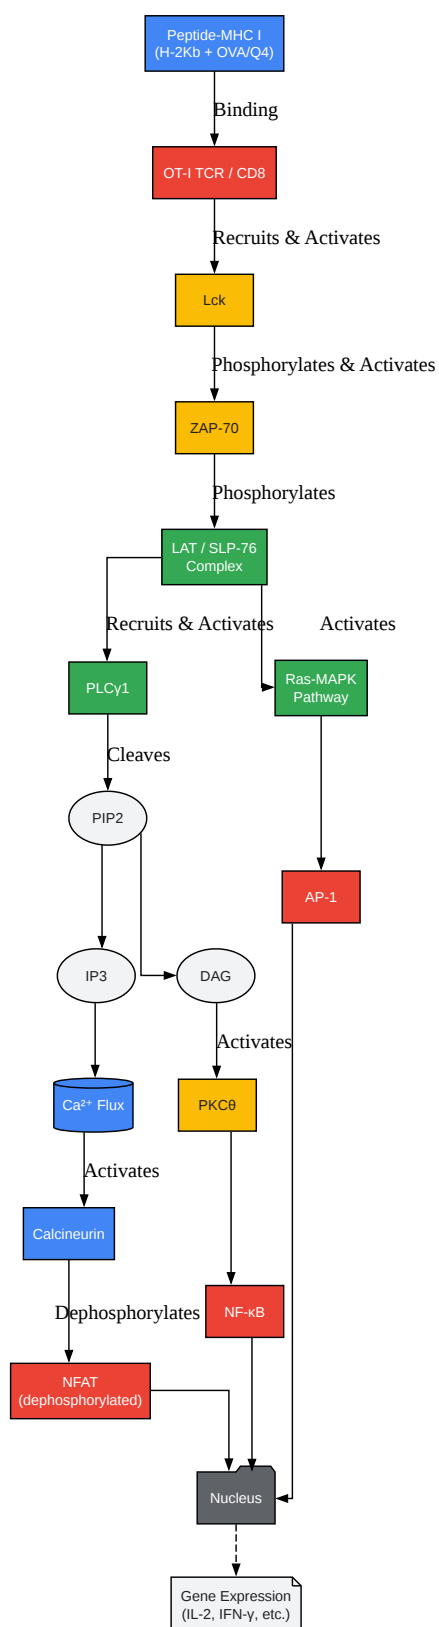 Peptide-MHC I
(H-2Kb + OVA/Q4)
Binding
OT-I TCR / CD8
Recruits & Activates
Lck
Phosphorylates & Activates
ZAP-70
Phosphorylates
LAT / SLP-76
Complex
Recruits & Activates
Activates
PLCγ1
Ras-MAPK
Pathway
Cleaves
PIP2
AP-1
IP3
DAG
Activates
Ca²⁺ Flux
PKCθ
Activates
Calcineurin
Dephosphorylates
NF-κB
NFAT
(dephosphorylated)
Nucleus
Gene Expression
(IL-2, IFN-γ, etc.)